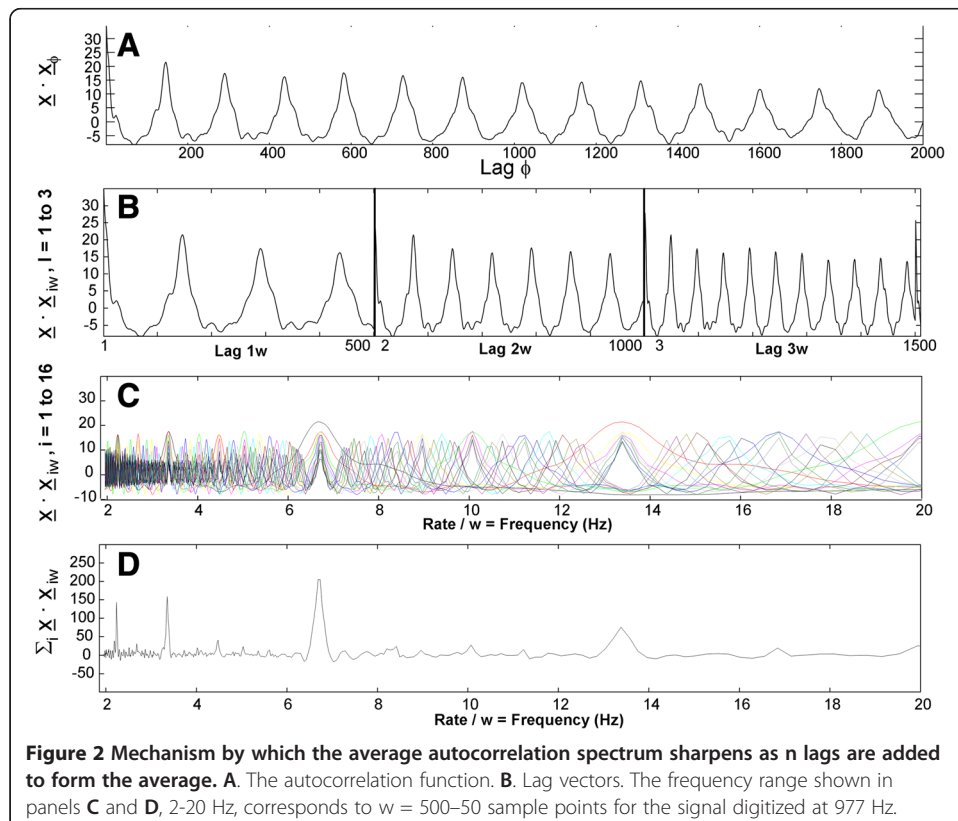 A
30
25
20
15
10
5
0
-5
X · Xϕ
200 400 600 800 1000 1200 1400 1600 1800 2000
Lag ϕ
B
30
25
20
15
10
5
0
-5
X · X iw , I = 1 to 3
1 Lag 1w 500 2 Lag 2w 1000 3 Lag 3w 1500
C
30
20
10
0
-10
X · X iw , i = 1 to 16
2 4 6 8 10 12 14 16 18 20
Rate / w = Frequency (Hz)
D
250
200
150
100
50
0
-50
Σi X · X iw
2 4 6 8 10 12 14 16 18 20
Rate / w = Frequency (Hz)
Figure 2 Mechanism by which the average autocorrelation spectrum sharpens as n lags are added
to form the average. A. The autocorrelation function. B. Lag vectors. The frequency range shown in
panels C and D, 2-20 Hz, corresponds to w = 500–50 sample points for the signal digitized at 977 Hz.